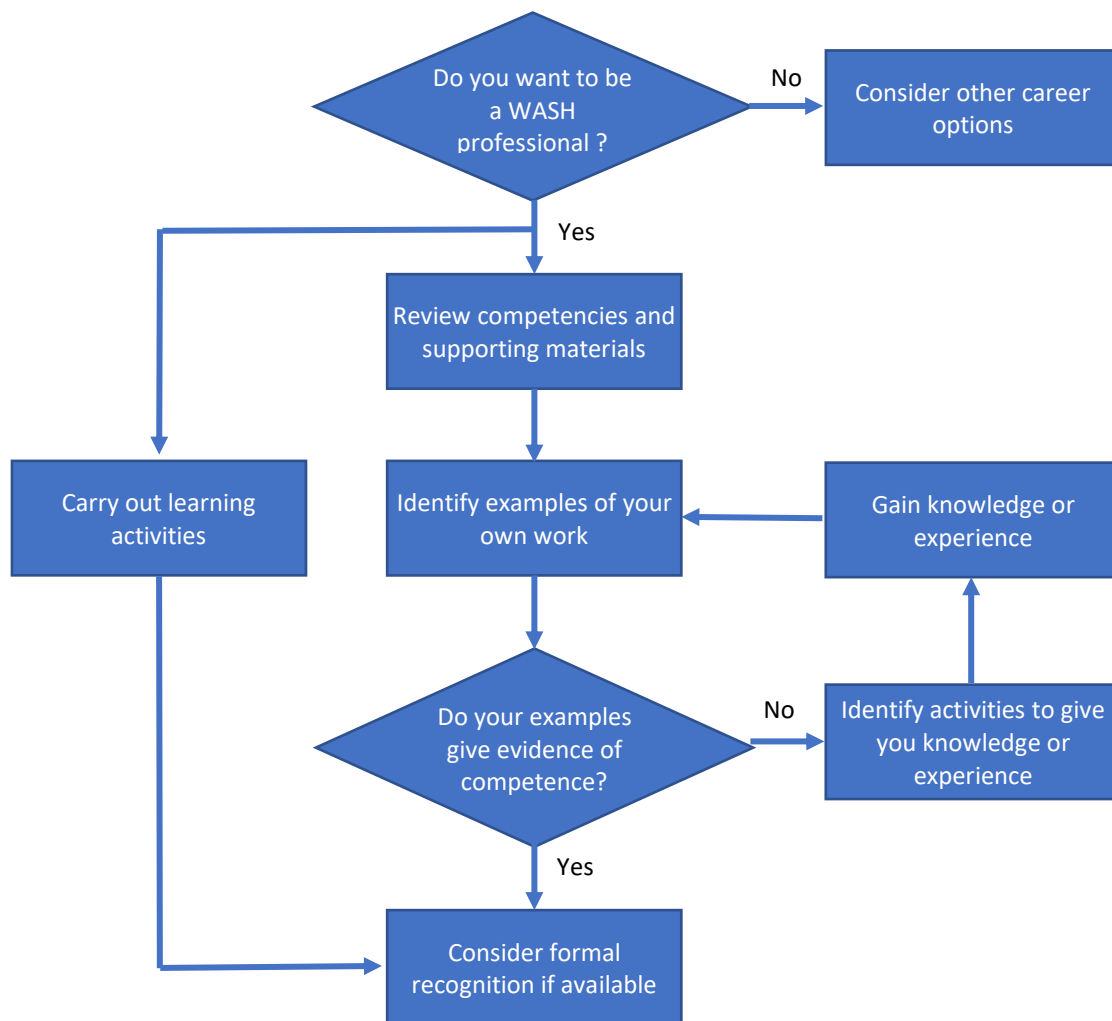 Do you want to be
a WASH
professional ?
No
Consider other career
options
Yes
Review competencies and
supporting materials
Carry out learning
activities
Identify examples of your
own work
Gain knowledge or
experience
Do your examples
give evidence of
competence?
No
Identify activities to give
you knowledge or
experience
Yes
Consider formal
recognition if available